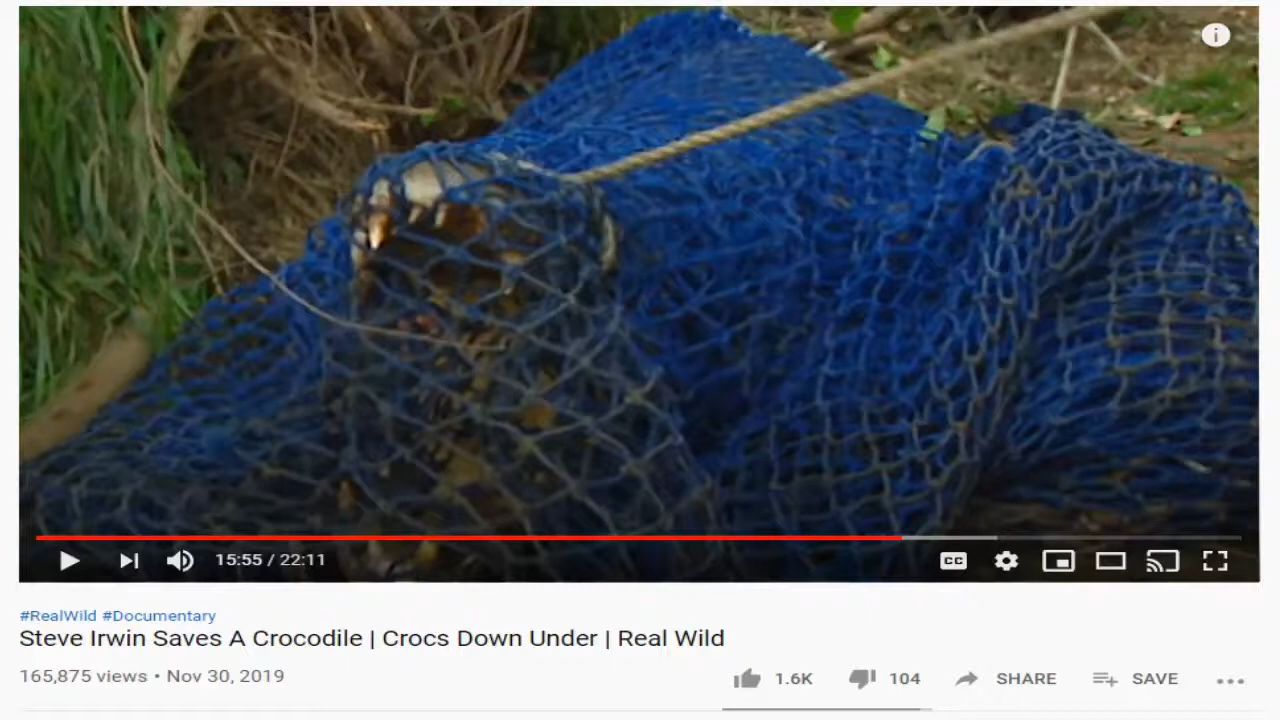 i
15:55 / 22:11
CC
#RealWild #Documentary
Steve Irwin Saves A Crocodile | Crocs Down Under | Real Wild
165,875 views • Nov 30, 2019
1.6K 104 SHARE SAVE